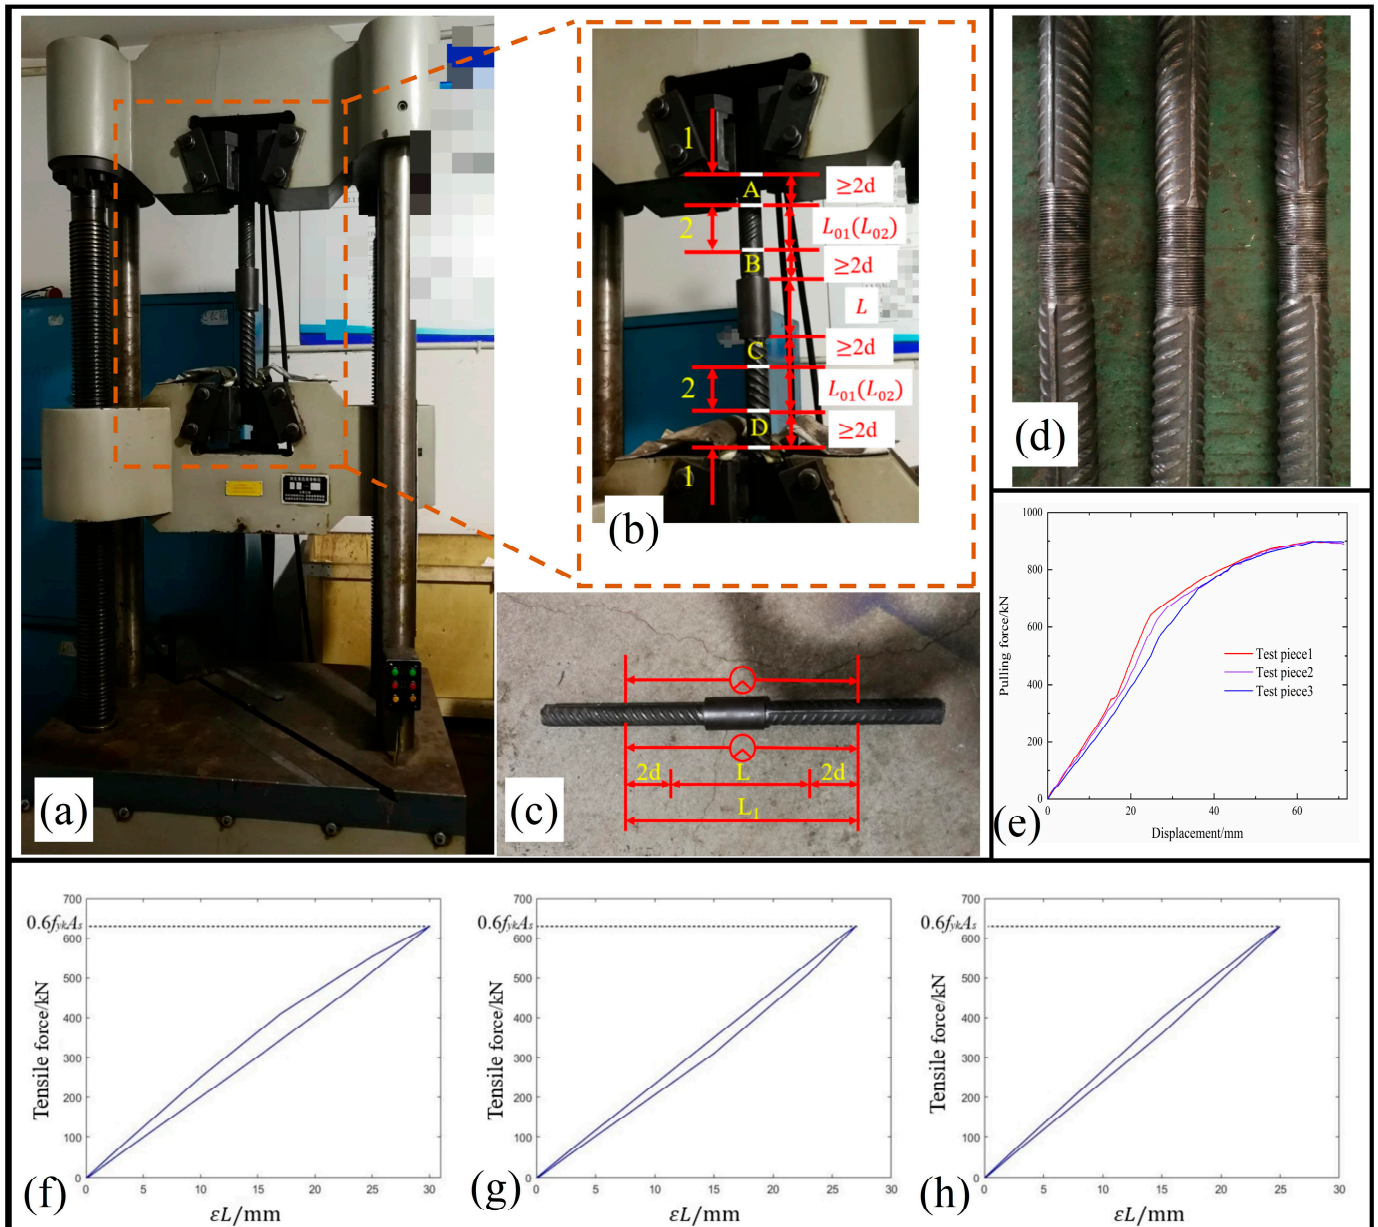 (a)
1
A
≥2d
2
L₀₁(L₀₂)
B
≥2d
L
C
≥2d
2
L₀₁(L₀₂)
D
≥2d
1
(b)
2d
L
2d
L₁
(c)
(d)
1000
800
600
400
200
0
0
20
40
60
Pulling force/kN
Displacement/mm
Test piece1
Test piece2
Test piece3
(e)
700
0.6fykAs
600
500
400
300
200
100
0
0
5
10
15
20
25
30
Tensile force/kN
εL/mm
(f)
700
0.6fykAs
600
500
400
300
200
100
0
0
5
10
15
20
25
30
Tensile force/kN
εL/mm
(g)
700
0.6fykAs
600
500
400
300
200
100
0
0
5
10
15
20
25
30
Tensile force/kN
εL/mm
(h)